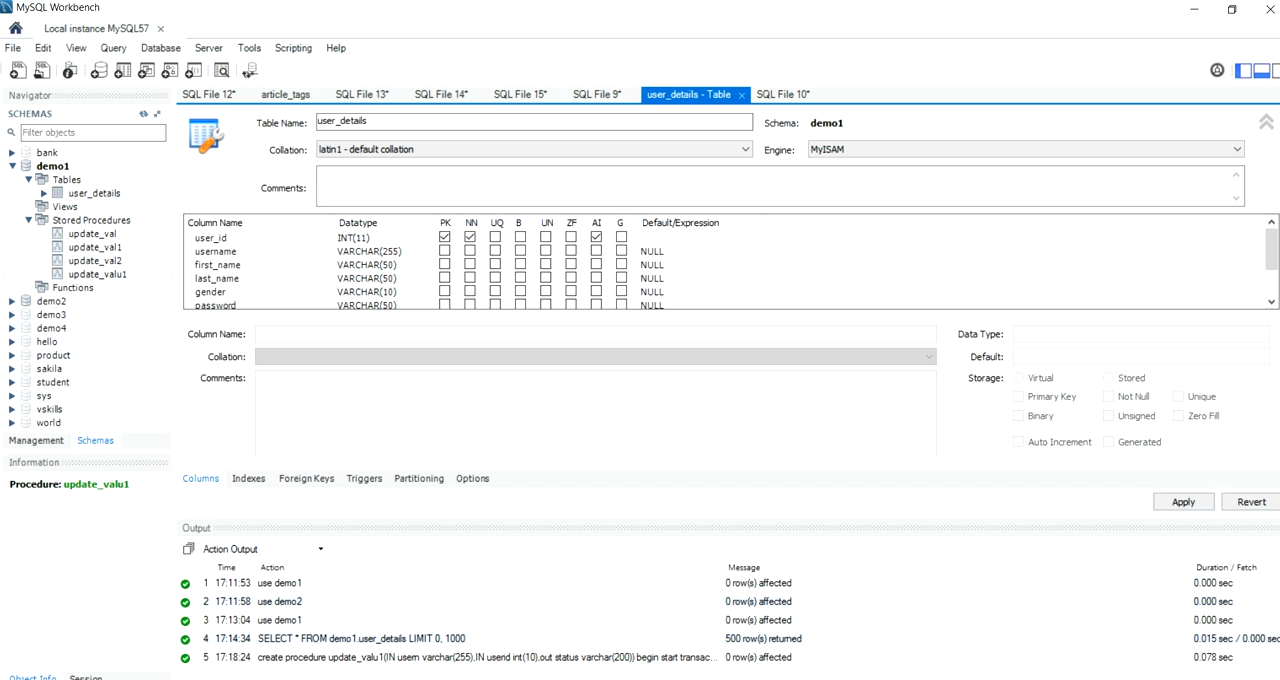 MySQL Workbench
Local instance MySQL57
File Edit View Query Database Server Tools Scripting Help
Navigator
SCHEMAS
Filter objects
bank
demo1
Tables
user_details
Views
Stored Procedures
update_val
update_val1
update_val2
update_valu1
Functions
demo2
demo3
demo4
hello
product
sakila
student
sys
vskills
world
Management Schemas
Information
Procedure: update_valu1
Object Info Session
SQL File 12* article_tags SQL File 13* SQL File 14* SQL File 15* SQL File 9* user_details - Table SQL File 10*
Table Name: user_details Schema: demo1
Collation: latin1 - default collation Engine: MyISAM
Comments:
Column Name Datatype PK NN UQ B UN ZF AI G Default/Expression
user_id INT(11)
username VARCHAR(255) NULL
first_name VARCHAR(50) NULL
last_name VARCHAR(50) NULL
gender VARCHAR(10) NULL
password VARCHAR(50) NULL
Column Name: Data Type:
Collation: Default:
Comments: Storage: Virtual Stored
Primary Key Not Null Unique
Binary Unsigned Zero Fill
Auto Increment Generated
Columns Indexes Foreign Keys Triggers Partitioning Options
Apply Revert
Output
Action Output
Time Action Message Duration / Fetch
1 17:11:53 use demo1 0 row(s) affected 0.000 sec
2 17:11:58 use demo2 0 row(s) affected 0.000 sec
3 17:13:04 use demo1 0 row(s) affected 0.000 sec
4 17:14:34 SELECT * FROM demo1.user_details LIMIT 0, 1000 500 row(s) returned 0.015 sec / 0.000 sec
5 17:18:24 create procedure update_valu1(IN usern varchar(255),IN userid int(10),out status varchar(200)) begin start transac... 0 row(s) affected 0.078 sec